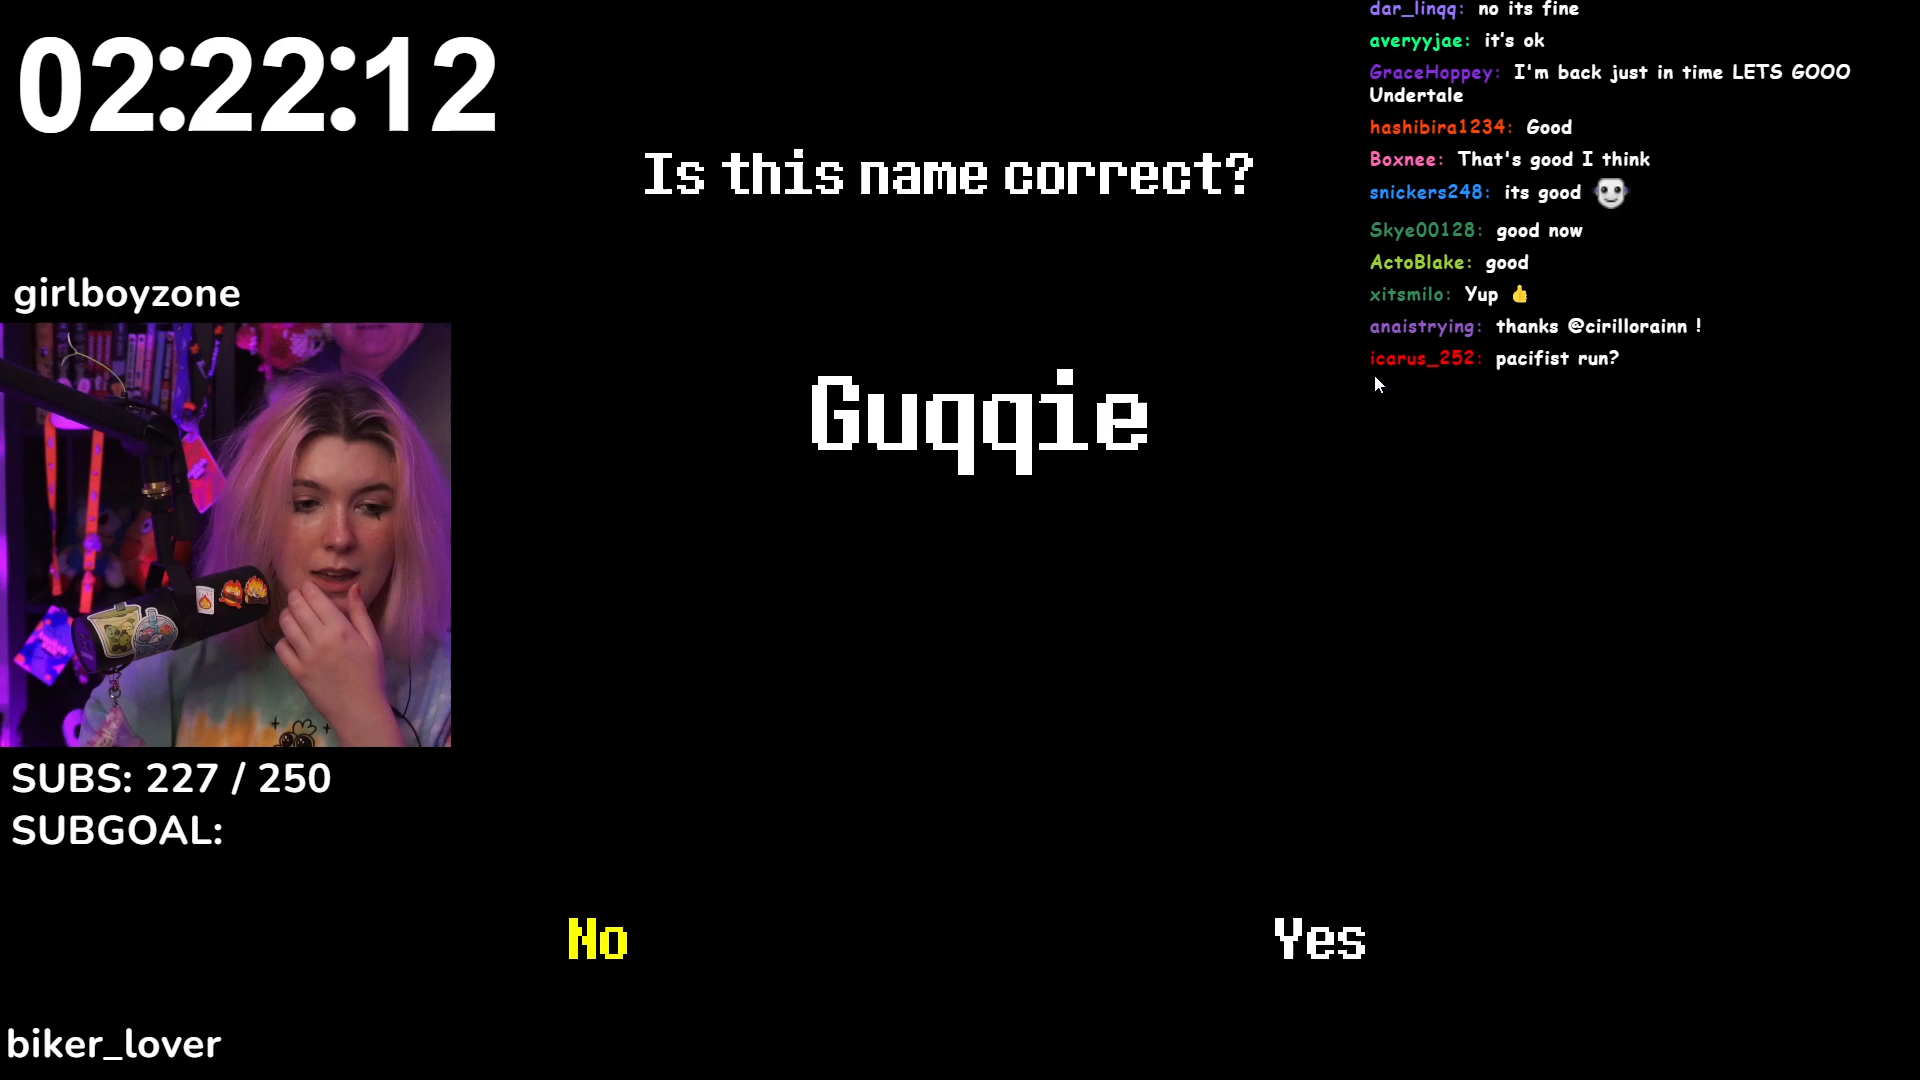 02:22:12
Is this name correct?
girlboyzone
Guqqie
SUBS: 227 / 250
SUBGOAL:
No
Yes
biker_lover
dar_linqq: no its fine
averyyjae: it's ok
GraceHoppey: I'm back just in time LETS GOOO
Undertale
hashibira1234: Good
Boxnee: That's good I think
snickers248: its good
Skye00128: good now
ActoBlake: good
xitsmilo: Yup 👍
anaistrying: thanks @cirillorainn !
icarus_252: pacifist run?